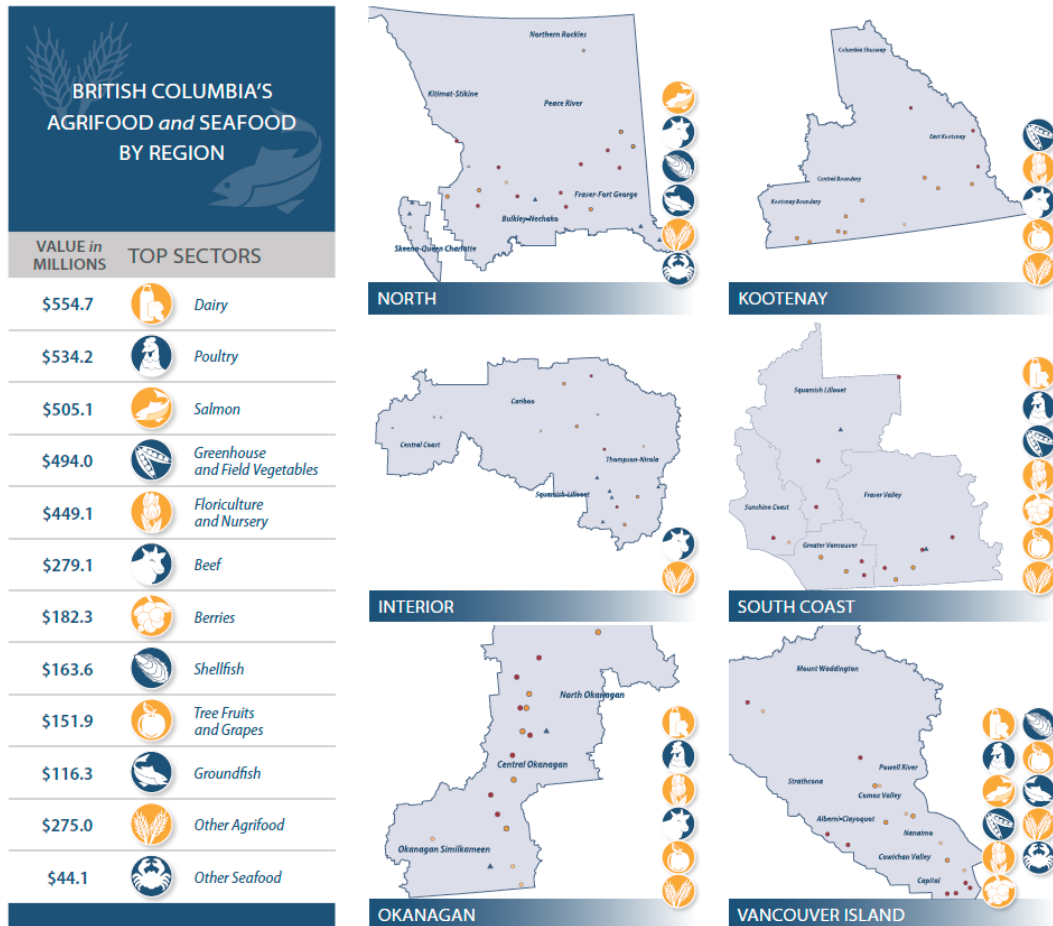 BRITISH COLUMBIA'S
AGRIFOOD and SEAFOOD
BY REGION
VALUE in
MILLIONS
TOP SECTORS
$554.7 Dairy
$534.2 Poultry
$505.1 Salmon
$494.0 Greenhouse
and Field Vegetables
$449.1 Floriculture
and Nursery
$279.1 Beef
$182.3 Berries
$163.6 Shellfish
$151.9 Tree Fruits
and Grapes
$116.3 Groundfish
$275.0 Other Agrifood
$44.1 Other Seafood
Northern Rockies
Kitimat-Stikine
Peace River
Fraser-Fort George
Bulkley-Nechako
Skeena-Queen Charlotte
NORTH
Columbia Shuswap
East Kootenay
Central Boundary
Kootenay Boundary
KOOTENAY
Cariboo
Central Coast
Thompson-Nicola
Squamish-Lillooet
INTERIOR
Squamish Lillooet
Fraser Valley
Sunshine Coast
Greater Vancouver
SOUTH COAST
North Okanagan
Central Okanagan
Okanagan Similkameen
OKANAGAN
Mount Waddington
Powell River
Strathcona
Comox Valley
Alberni-Clayoquot
Nanaimo
Cowichan Valley
Capital
VANCOUVER ISLAND